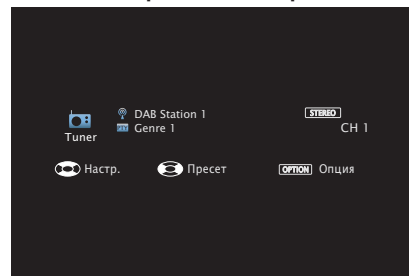 DAB Station 1
STEREO
Genre 1
CH 1
Tuner
Настр.
Пресет
OPTION Опция